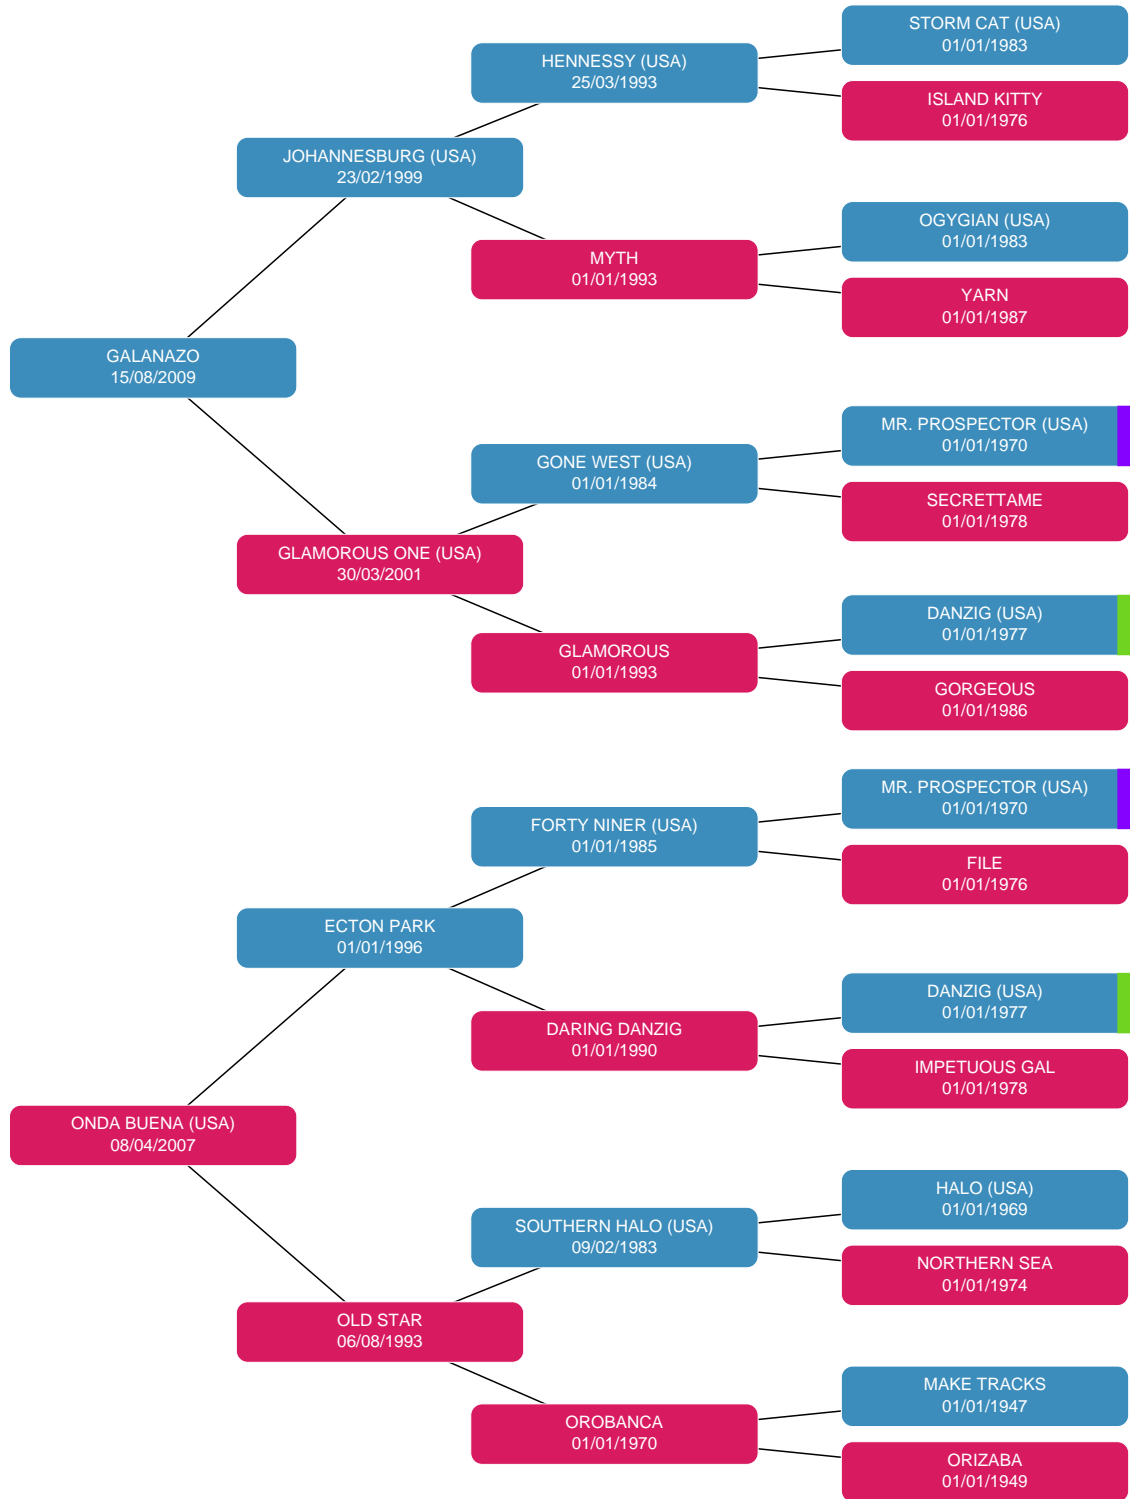 STORM CAT (USA)
01/01/1983
HENNESSY (USA)
25/03/1993
ISLAND KITTY
01/01/1976
JOHANNESBURG (USA)
23/02/1999
OGYGIAN (USA)
01/01/1983
MYTH
01/01/1993
YARN
01/01/1987
GALANAZO
15/08/2009
MR. PROSPECTOR (USA)
01/01/1970
GONE WEST (USA)
01/01/1984
SECRETTAME
01/01/1978
GLAMOROUS ONE (USA)
30/03/2001
DANZIG (USA)
01/01/1977
GLAMOROUS
01/01/1993
GORGEOUS
01/01/1986
MR. PROSPECTOR (USA)
01/01/1970
FORTY NINER (USA)
01/01/1985
FILE
01/01/1976
ECTON PARK
01/01/1996
DANZIG (USA)
01/01/1977
DARING DANZIG
01/01/1990
IMPETUOUS GAL
01/01/1978
ONDA BUENA (USA)
08/04/2007
HALO (USA)
01/01/1969
SOUTHERN HALO (USA)
09/02/1983
NORTHERN SEA
01/01/1974
OLD STAR
06/08/1993
MAKE TRACKS
01/01/1947
OROBANCA
01/01/1970
ORIZABA
01/01/1949